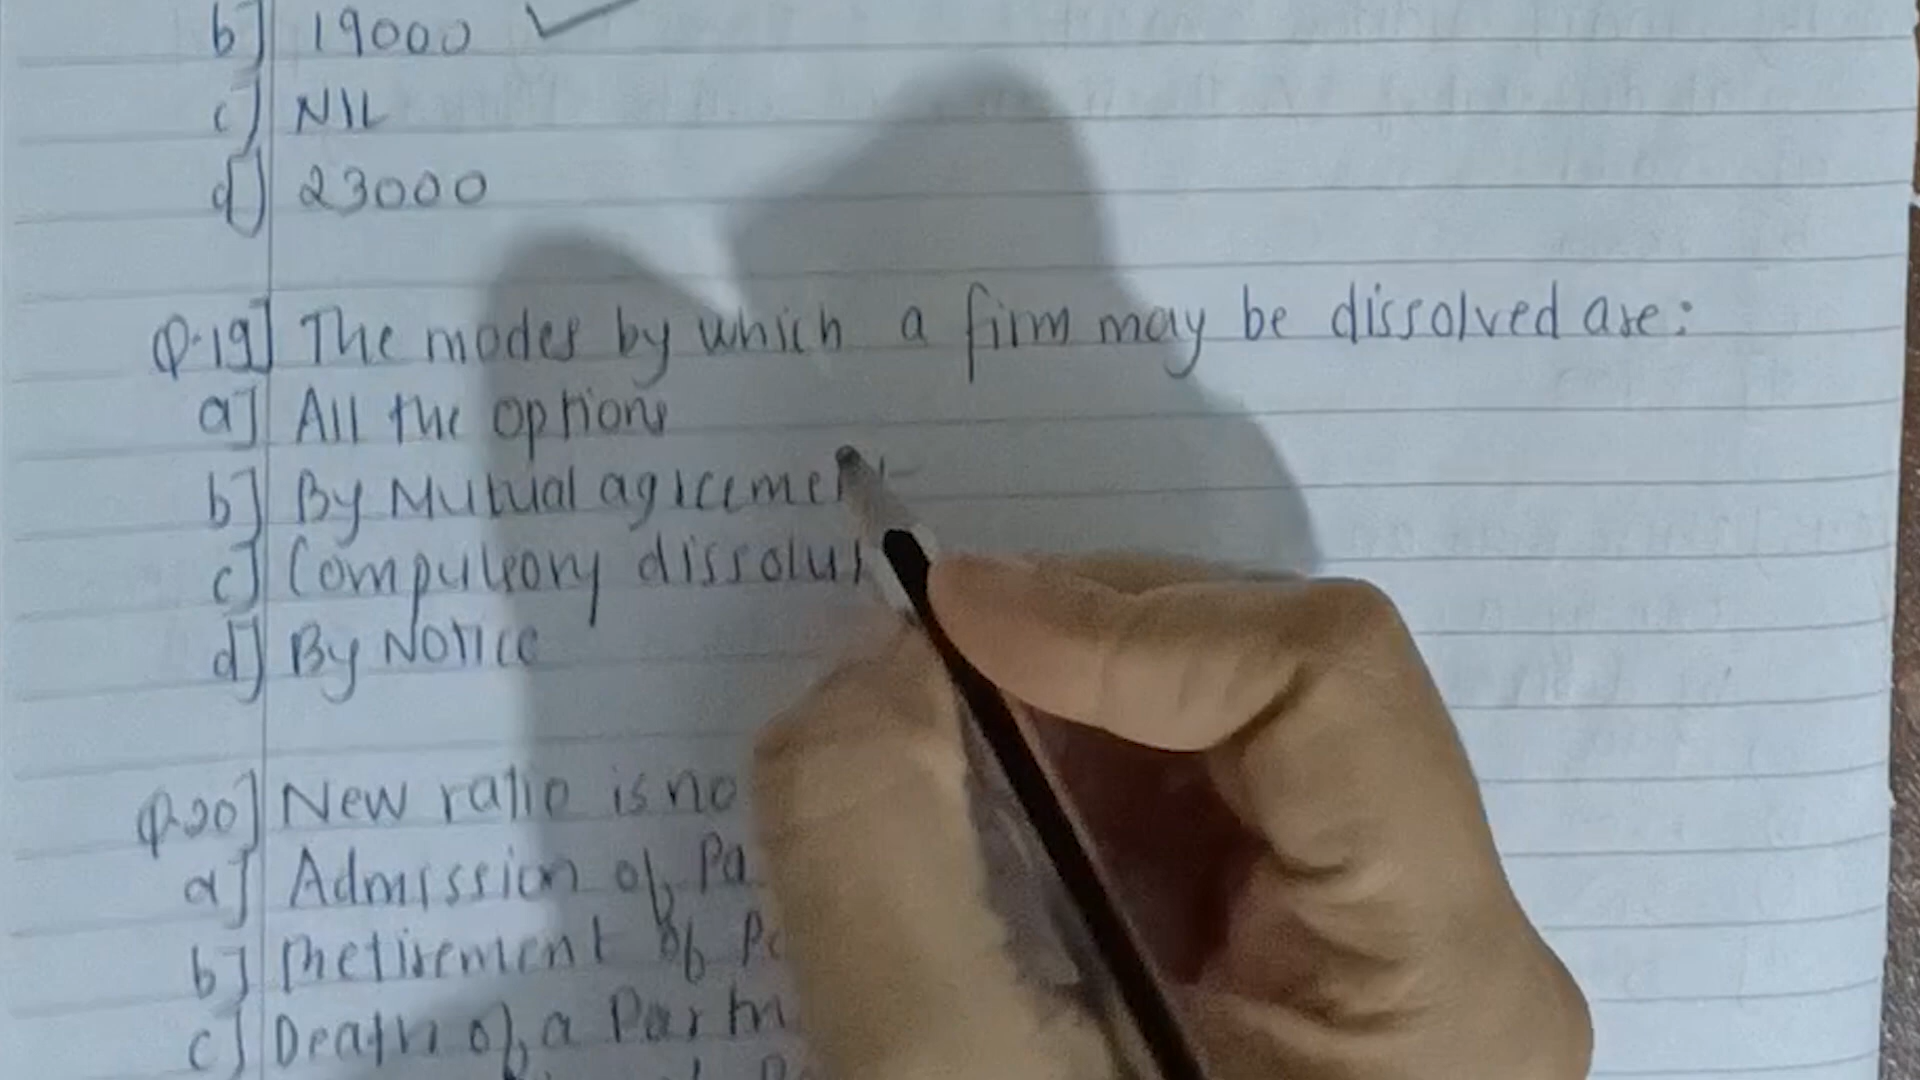 b] 19000
c] NIL
d] 23000
Q.19] The modes by which a firm may be dissolved are:
a] All the options
b] By Mutual agreement
c] Compulsory
d] By Notice
Q.20] New ratio is
a] Admission of
b] Retirement of
c] Death of a